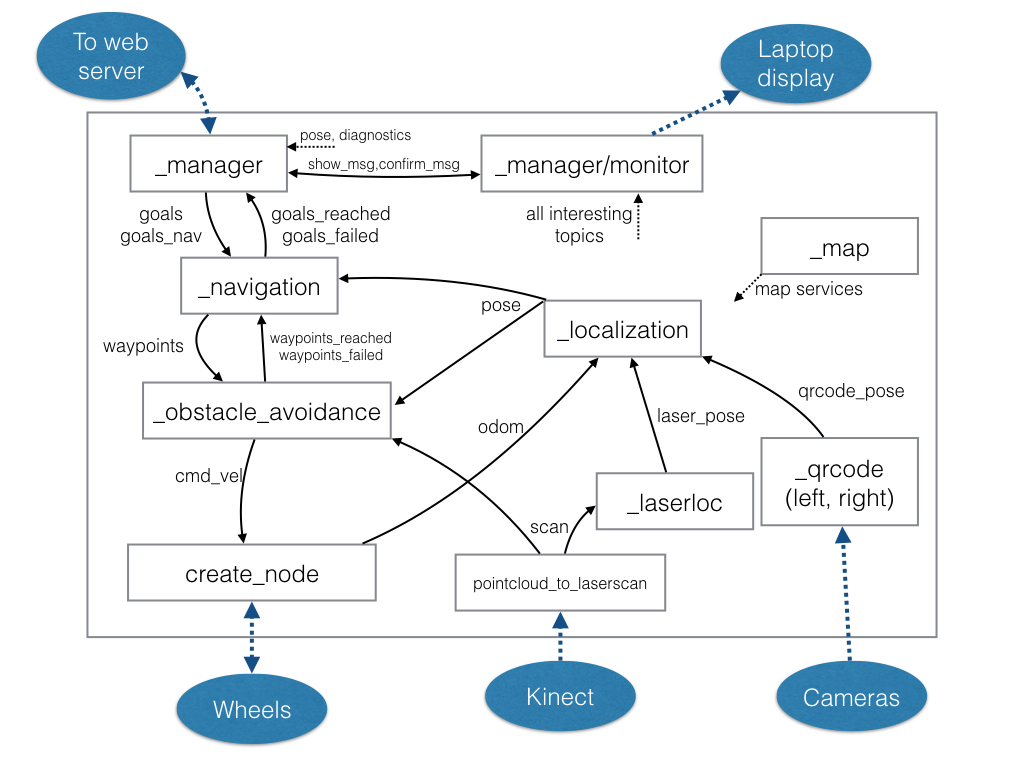 To web
server
Laptop
display
_manager
pose, diagnostics
show_msg,confirm_msg
_manager/monitor
goals
goals_nav
goals_reached
goals_failed
all interesting
topics
_map
map services
_navigation
pose
_localization
waypoints
waypoints_reached
waypoints_failed
_obstacle_avoidance
odom
laser_pose
qrcode_pose
cmd_vel
_qrcode
(left, right)
_laserloc
scan
create_node
pointcloud_to_laserscan
Wheels
Kinect
Cameras